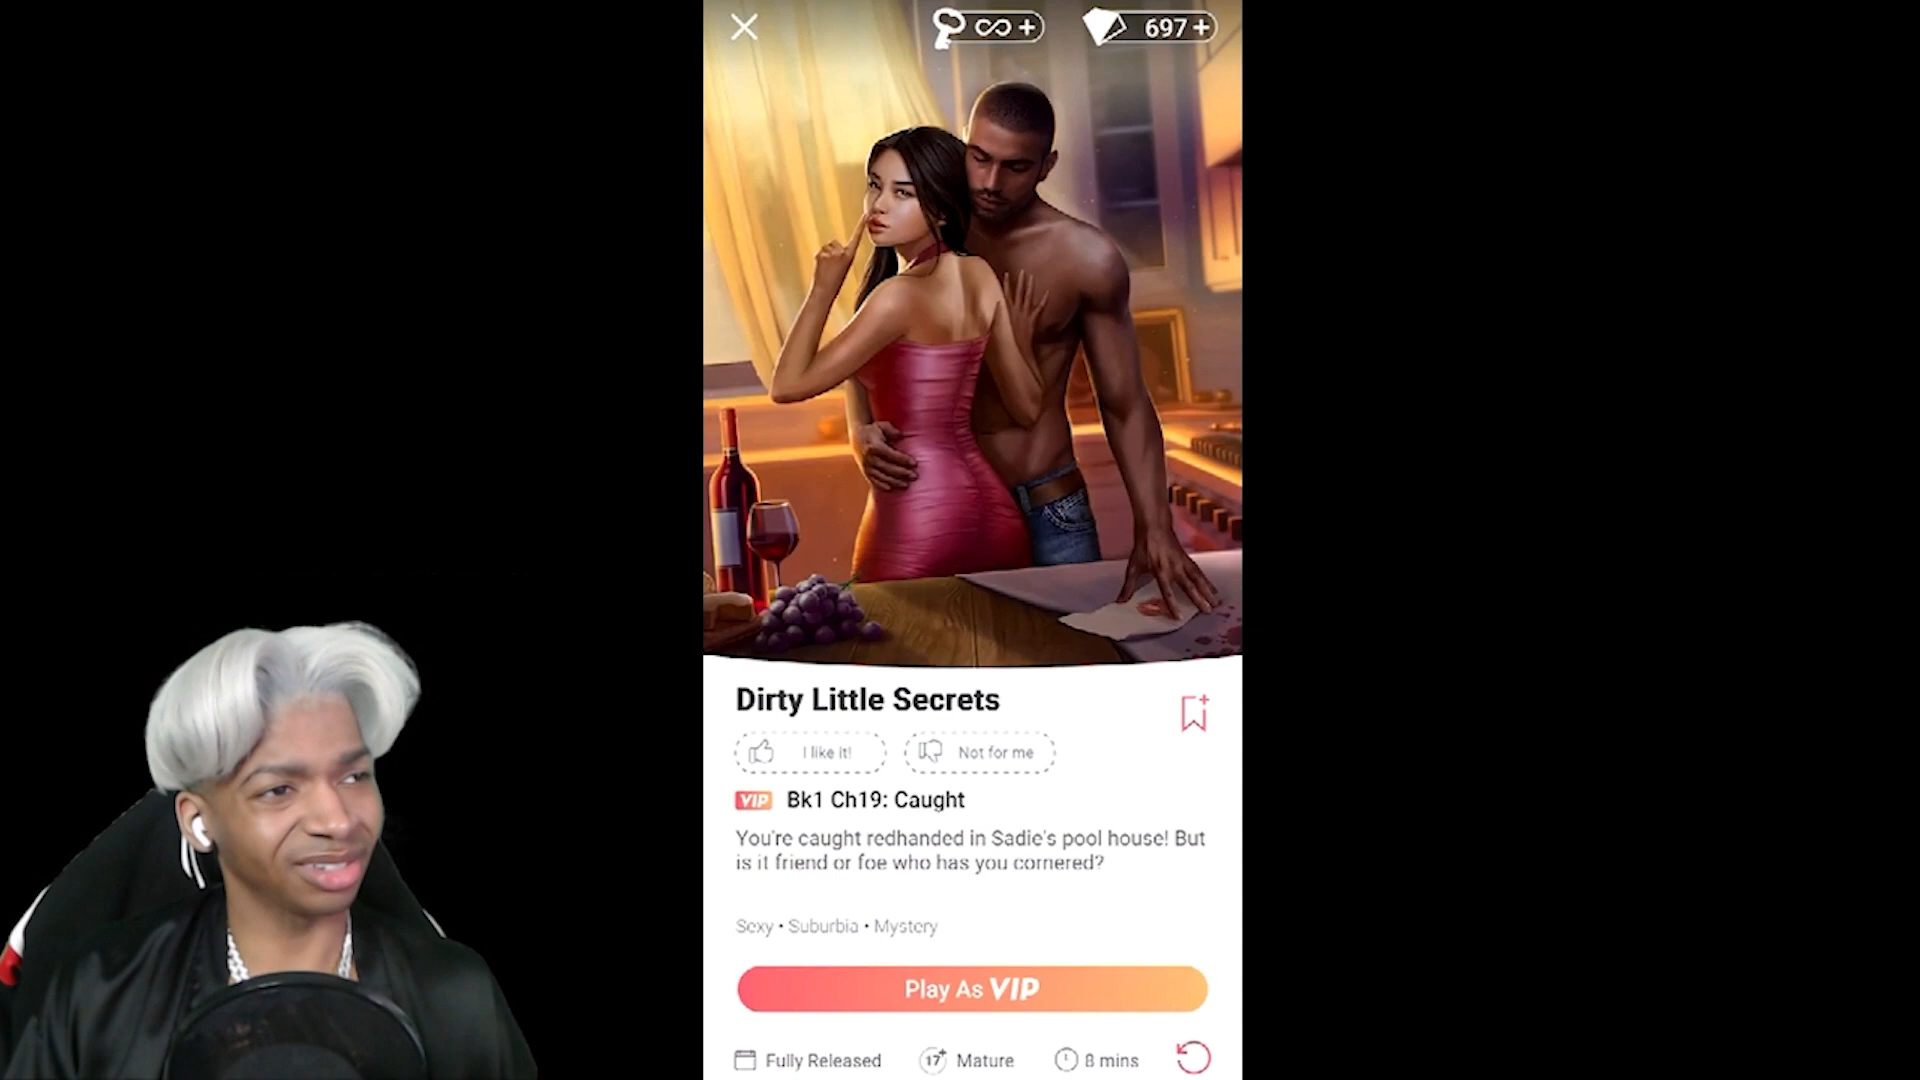 ∞ +
697 +
Dirty Little Secrets
I like it!
Not for me
VIP Bk1 Ch19: Caught
You're caught redhanded in Sadie's pool house! But
is it friend or foe who has you cornered?
Sexy • Suburbia • Mystery
Play As VIP
Fully Released
17+ Mature
8 mins